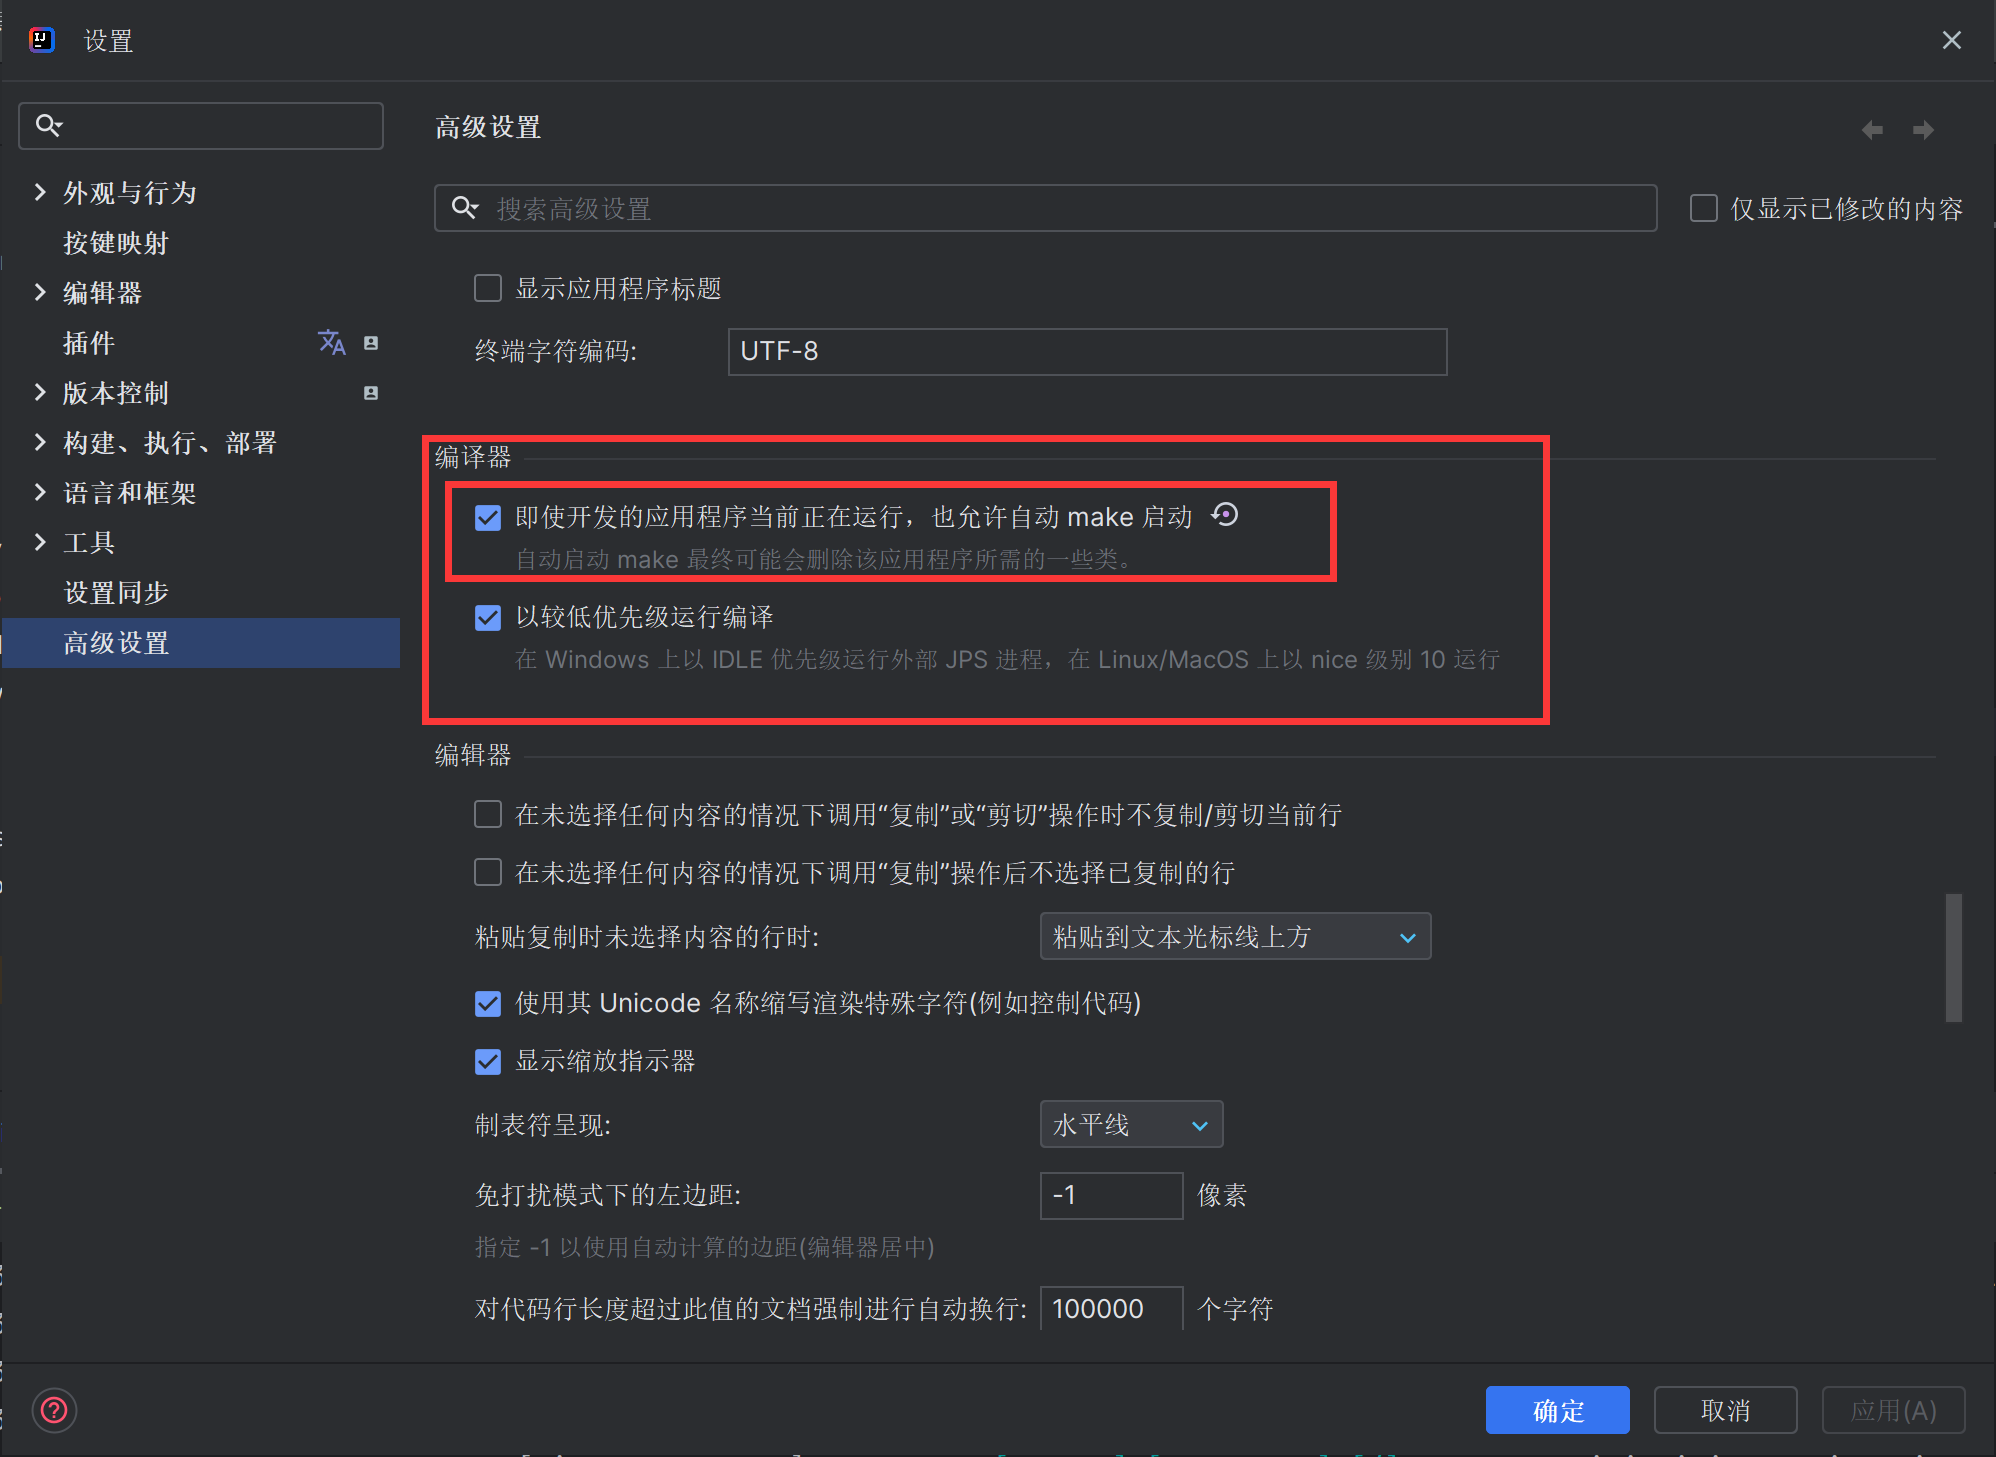 设置
高级设置
搜索高级设置
仅显示已修改的内容
外观与行为
按键映射
编辑器
插件
版本控制
构建、执行、部署
语言和框架
工具
设置同步
高级设置
显示应用程序标题
终端字符编码: UTF-8
编译器
即使开发的应用程序当前正在运行，也允许自动 make 启动
自动启动 make 最终可能会删除该应用程序所需的一些类。
以较低优先级运行编译
在 Windows 上以 IDLE 优先级运行外部 JPS 进程，在 Linux/MacOS 上以 nice 级别 10 运行
编辑器
在未选择任何内容的情况下调用“复制”或“剪切”操作时不复制/剪切当前行
在未选择任何内容的情况下调用“复制”操作后不选择已复制的行
粘贴复制时未选择内容的行时: 粘贴到文本光标线上方
使用其 Unicode 名称缩写渲染特殊字符(例如控制代码)
显示缩放指示器
制表符呈现: 水平线
免打扰模式下的左边距: -1 像素
指定 -1 以使用自动计算的边距(编辑器居中)
对代码行长度超过此值的文档强制进行自动换行: 100000 个字符
确定
取消
应用(A)